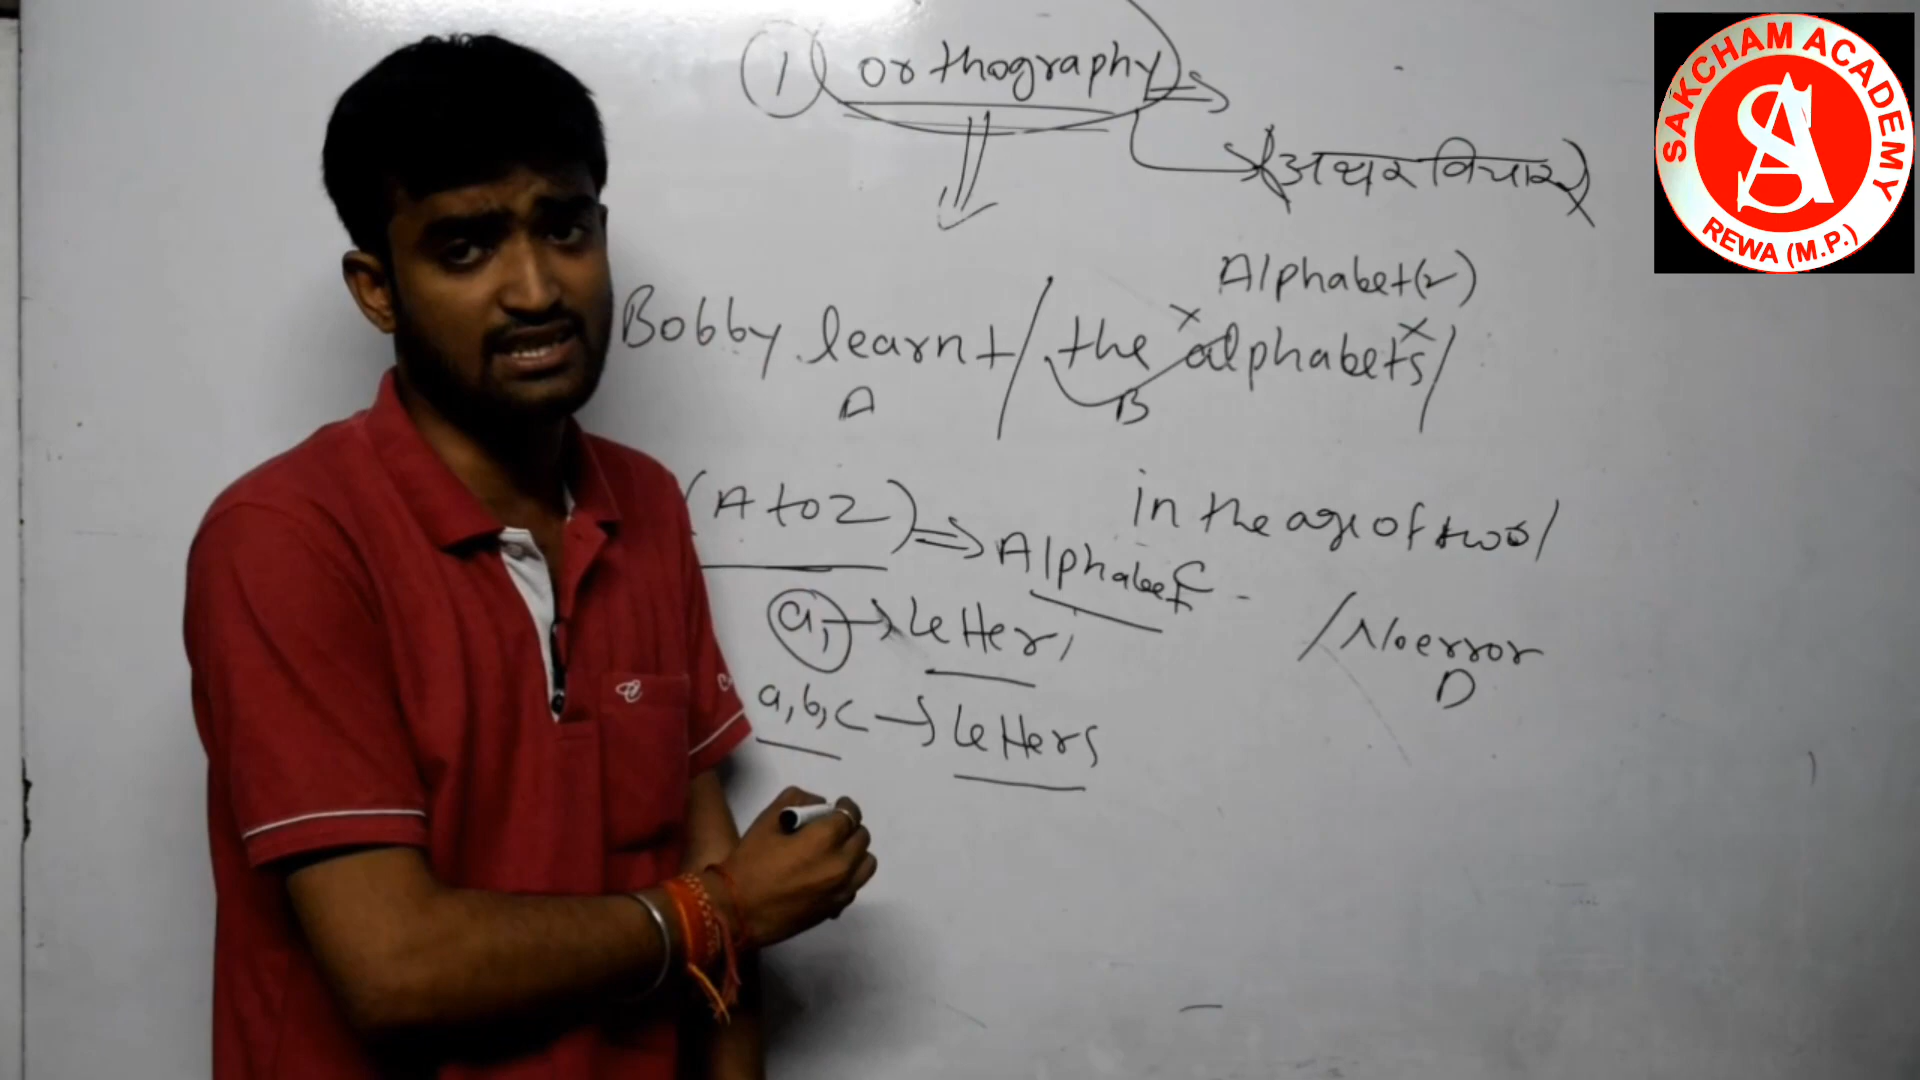 ① orthography
(अक्षर विचार)
Alphabet(r)
Bobby learnt / the alphabets /
A B
(A to Z) ⇒ Alphabet
in the age of two /
a, → letter,
/ No error
D
a, b, c → letters
SAKCHAM ACADEMY
SA
REWA (M.P.)